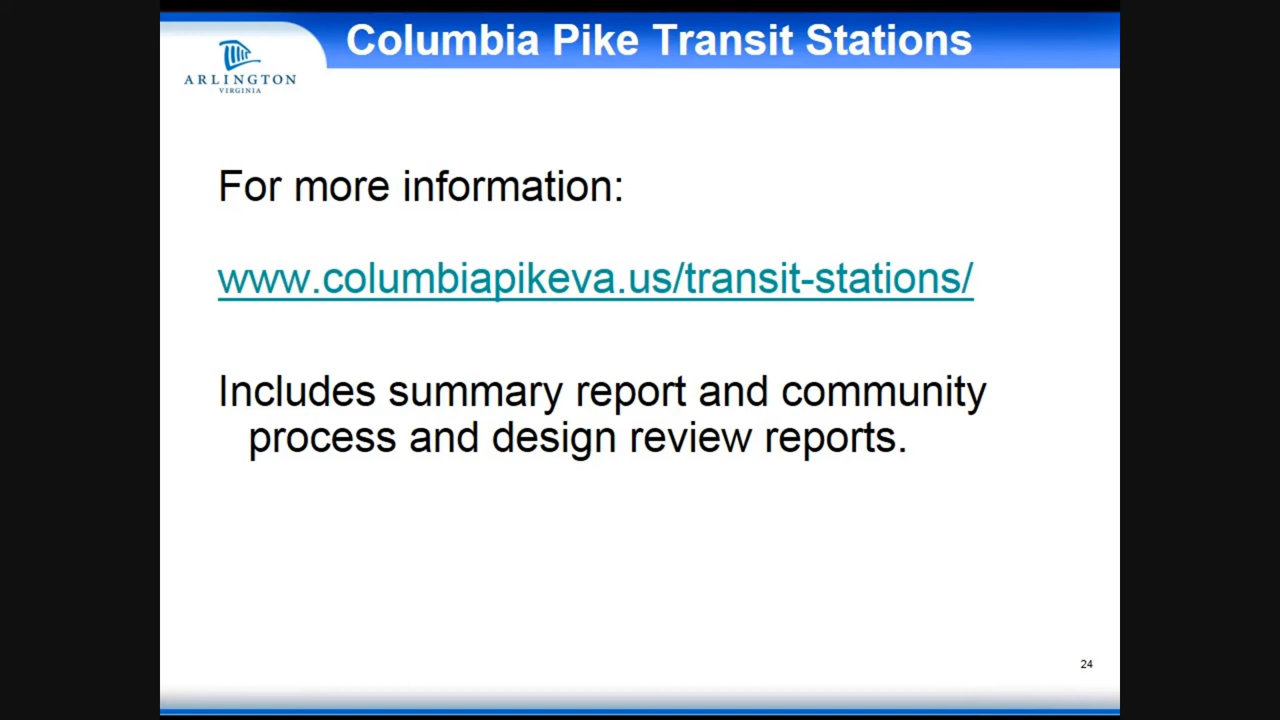 Columbia Pike Transit Stations
ARLINGTON
VIRGINIA
For more information:
www.columbiapikeva.us/transit-stations/
Includes summary report and community
process and design review reports.
24